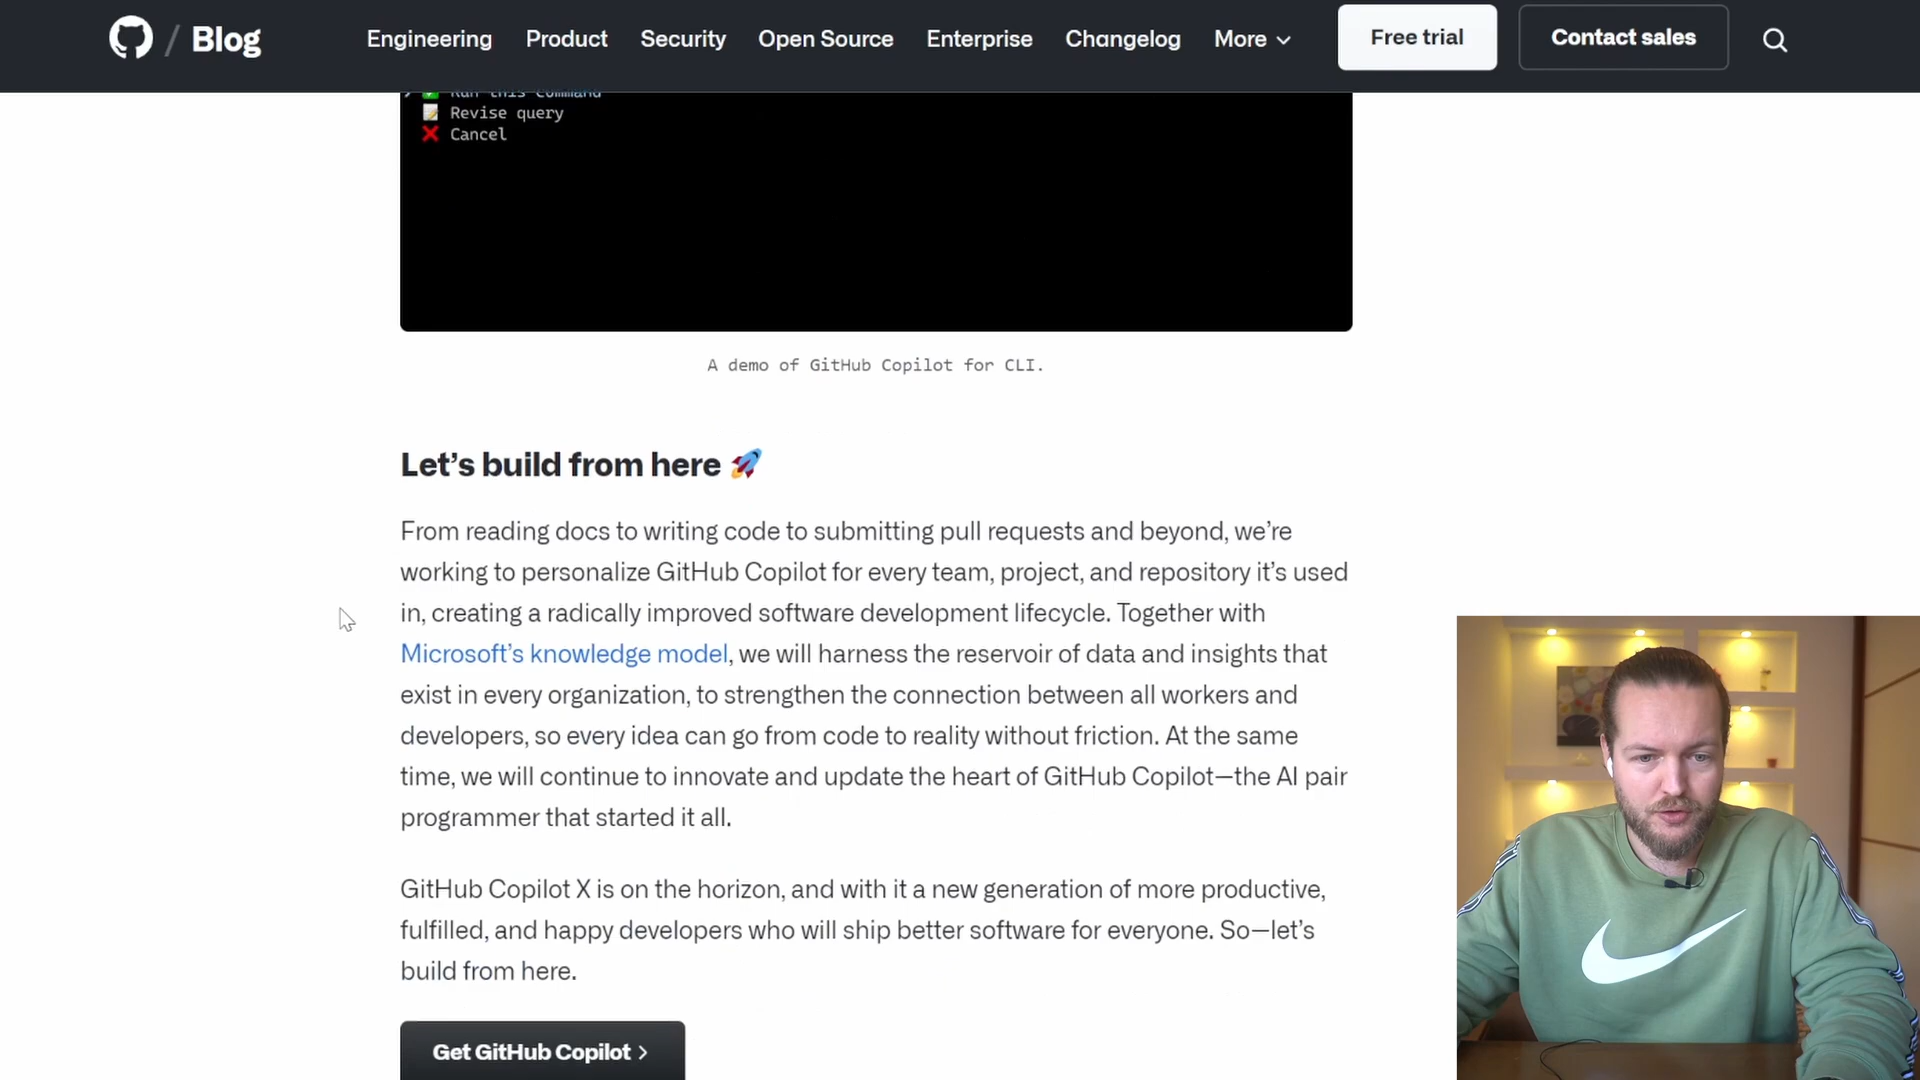 / Blog Engineering Product Security Open Source Enterprise Changelog More Free trial Contact sales
Run this command
Revise query
Cancel
A demo of GitHub Copilot for CLI.
Let’s build from here 🚀
From reading docs to writing code to submitting pull requests and beyond, we’re
working to personalize GitHub Copilot for every team, project, and repository it’s used
in, creating a radically improved software development lifecycle. Together with
Microsoft’s knowledge model, we will harness the reservoir of data and insights that
exist in every organization, to strengthen the connection between all workers and
developers, so every idea can go from code to reality without friction. At the same
time, we will continue to innovate and update the heart of GitHub Copilot—the AI pair
programmer that started it all.
GitHub Copilot X is on the horizon, and with it a new generation of more productive,
fulfilled, and happy developers who will ship better software for everyone. So—let’s
build from here.
Get GitHub Copilot >